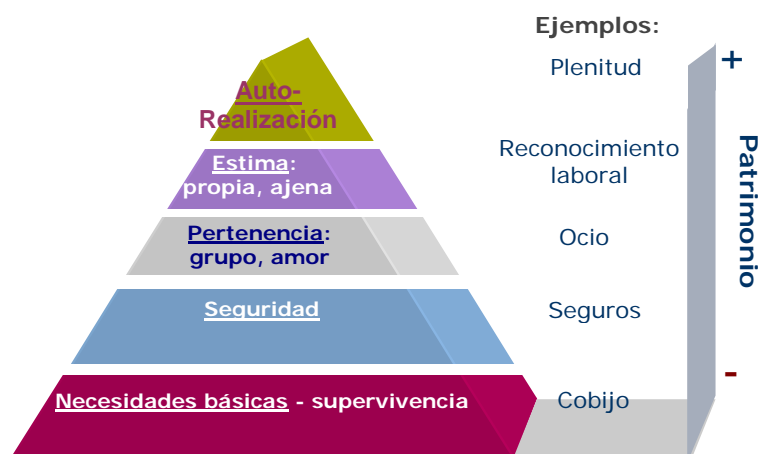 Ejemplos:
Auto-
Realización
Plenitud
+
Estima:
propia, ajena
Reconocimiento
laboral
Patrimonio
Pertenencia:
grupo, amor
Ocio
Seguridad
Seguros
-
Necesidades básicas - supervivencia
Cobijo